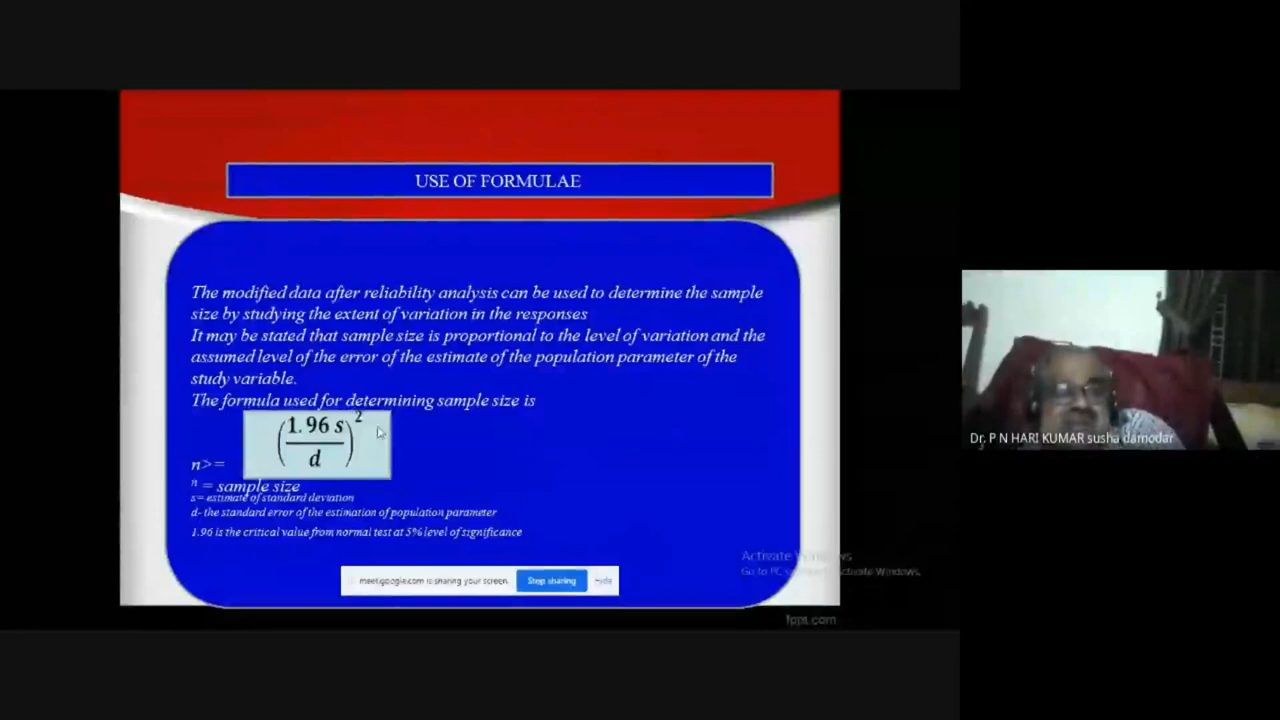 USE OF FORMULAE
The modified data after reliability analysis can be used to determine the sample
size by studying the extent of variation in the responses
It may be stated that sample size is proportional to the level of variation and the
assumed level of the error of the estimate of the population parameter of the
study variable.
The formula used for determining sample size is
n>= (1.96 s / d)²
n = sample size
s= estimate of standard deviation
d- the standard error of the estimation of population parameter
1.96 is the critical value from normal test at 5% level of significance
meet.google.com is sharing your screen. Stop sharing Hide
Activate
Go to PC Activate Windows.
fppt.com
Dr. P N HARI KUMAR susha damodar